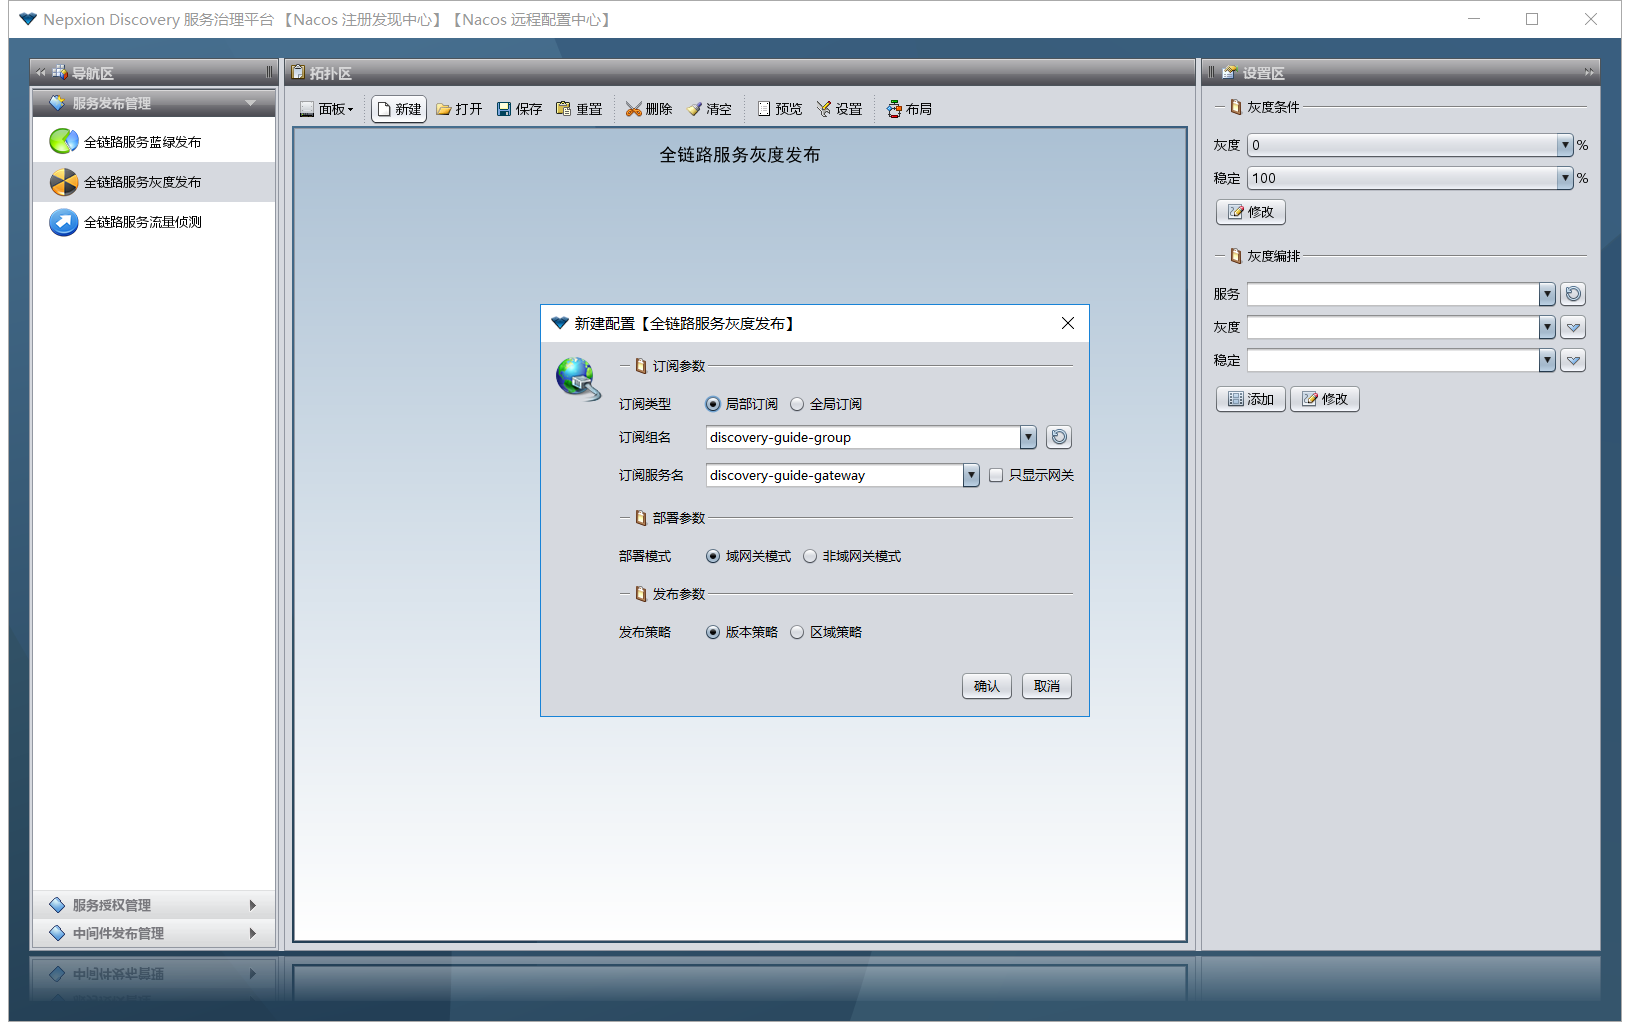 Nepxion Discovery 服务治理平台 【Nacos 注册发现中心】【Nacos 远程配置中心】
导航区
服务发布管理
全链路服务蓝绿发布
全链路服务灰度发布
全链路服务流量侦测
服务授权管理
中间件发布管理
拓扑区
面板 新建 打开 保存 重置 删除 清空 预览 设置 布局
全链路服务灰度发布
新建配置【全链路服务灰度发布】
订阅参数
订阅类型 局部订阅 全局订阅
订阅组名 discovery-guide-group
订阅服务名 discovery-guide-gateway 只显示网关
部署参数
部署模式 域网关模式 非域网关模式
发布参数
发布策略 版本策略 区域策略
确认 取消
设置区
灰度条件
灰度 0 %
稳定 100 %
修改
灰度编排
服务
灰度
稳定
添加 修改
中间件发布管理